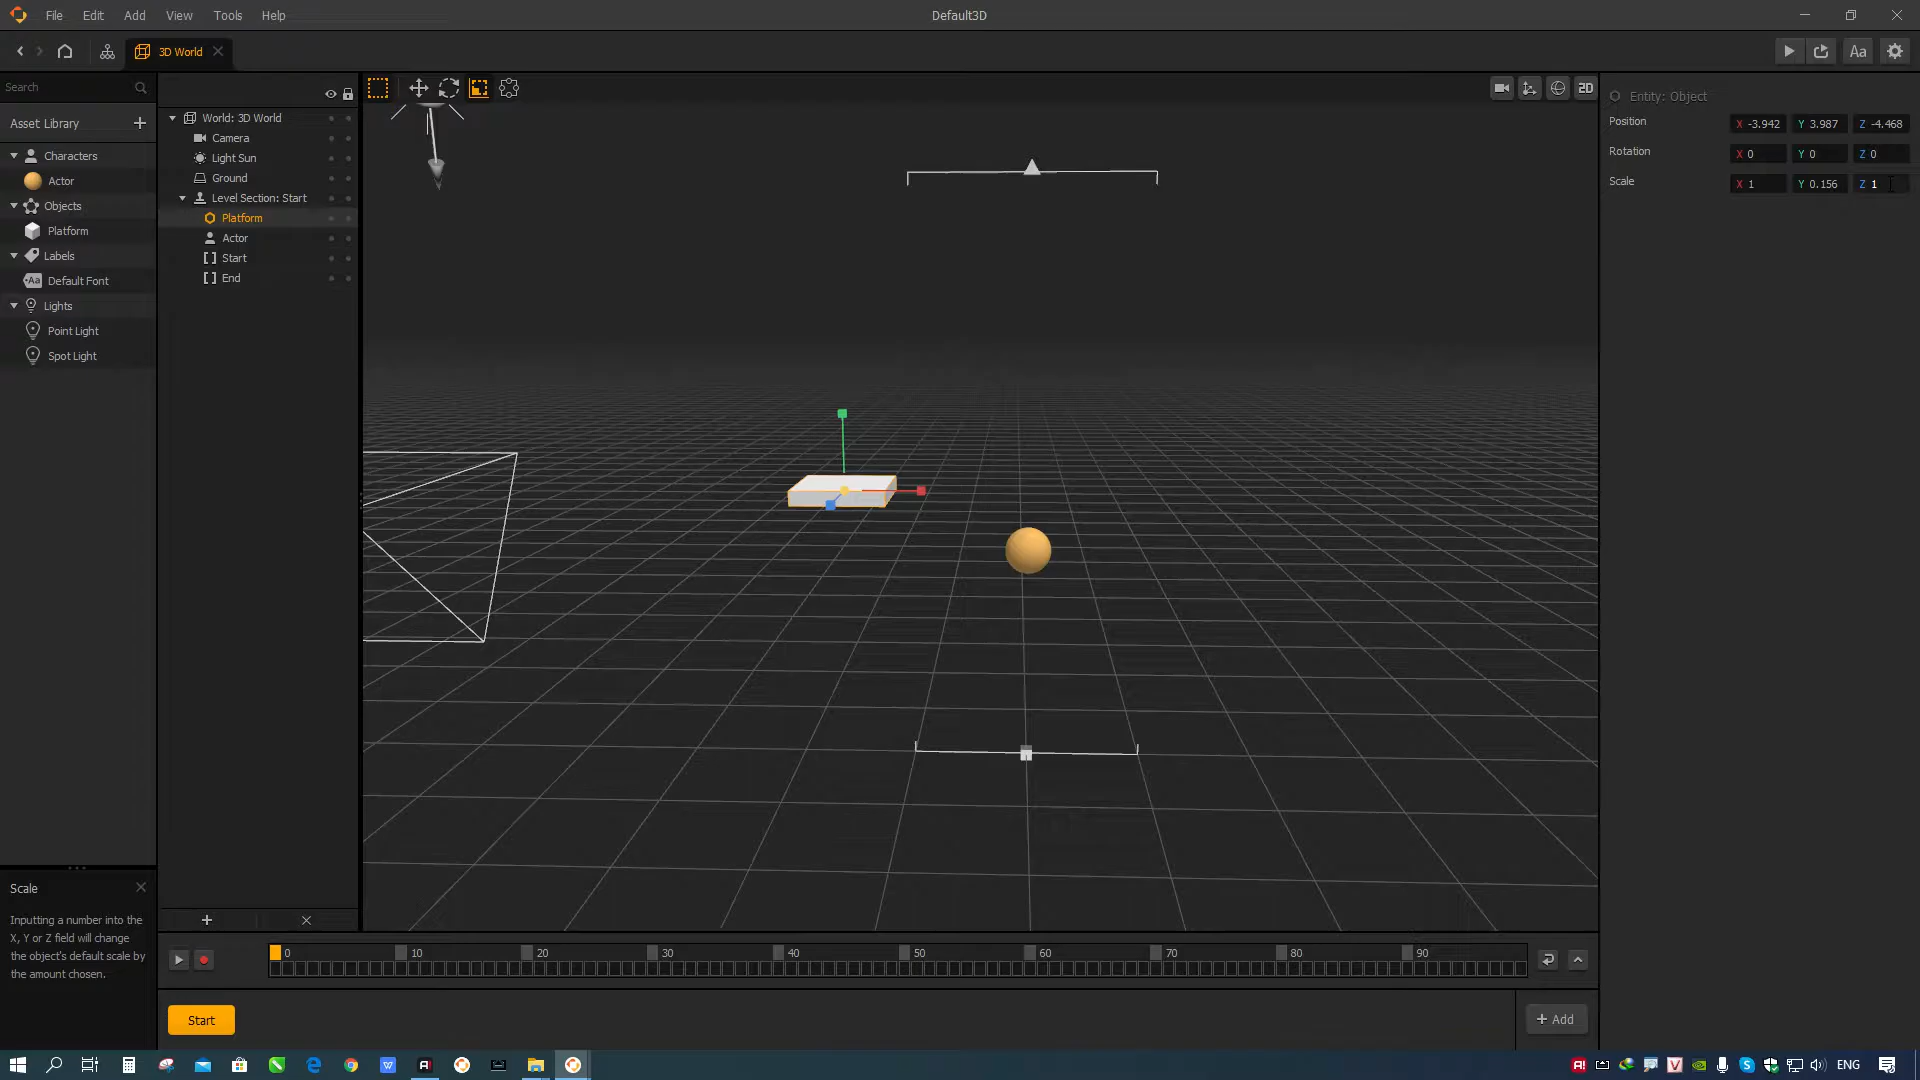 File Edit Add View Tools Help
Default3D
3D World
Aa
Search
Asset Library
Characters
Actor
Objects
Platform
Labels
Aa Default Font
Lights
Point Light
Spot Light
World: 3D World
Camera
Light Sun
Ground
Level Section: Start
Platform
Actor
Start
End
2D
Entity: Object
Position X -3.942 Y 3.987 Z -4.468
Rotation X 0 Y 0 Z 0
Scale X 1 Y 0.156 Z 1
Scale
Inputting a number into the
X, Y or Z field will change
the object's default scale by
the amount chosen.
0 10 20 30 40 50 60 70 80 90
Start
+ Add
ENG